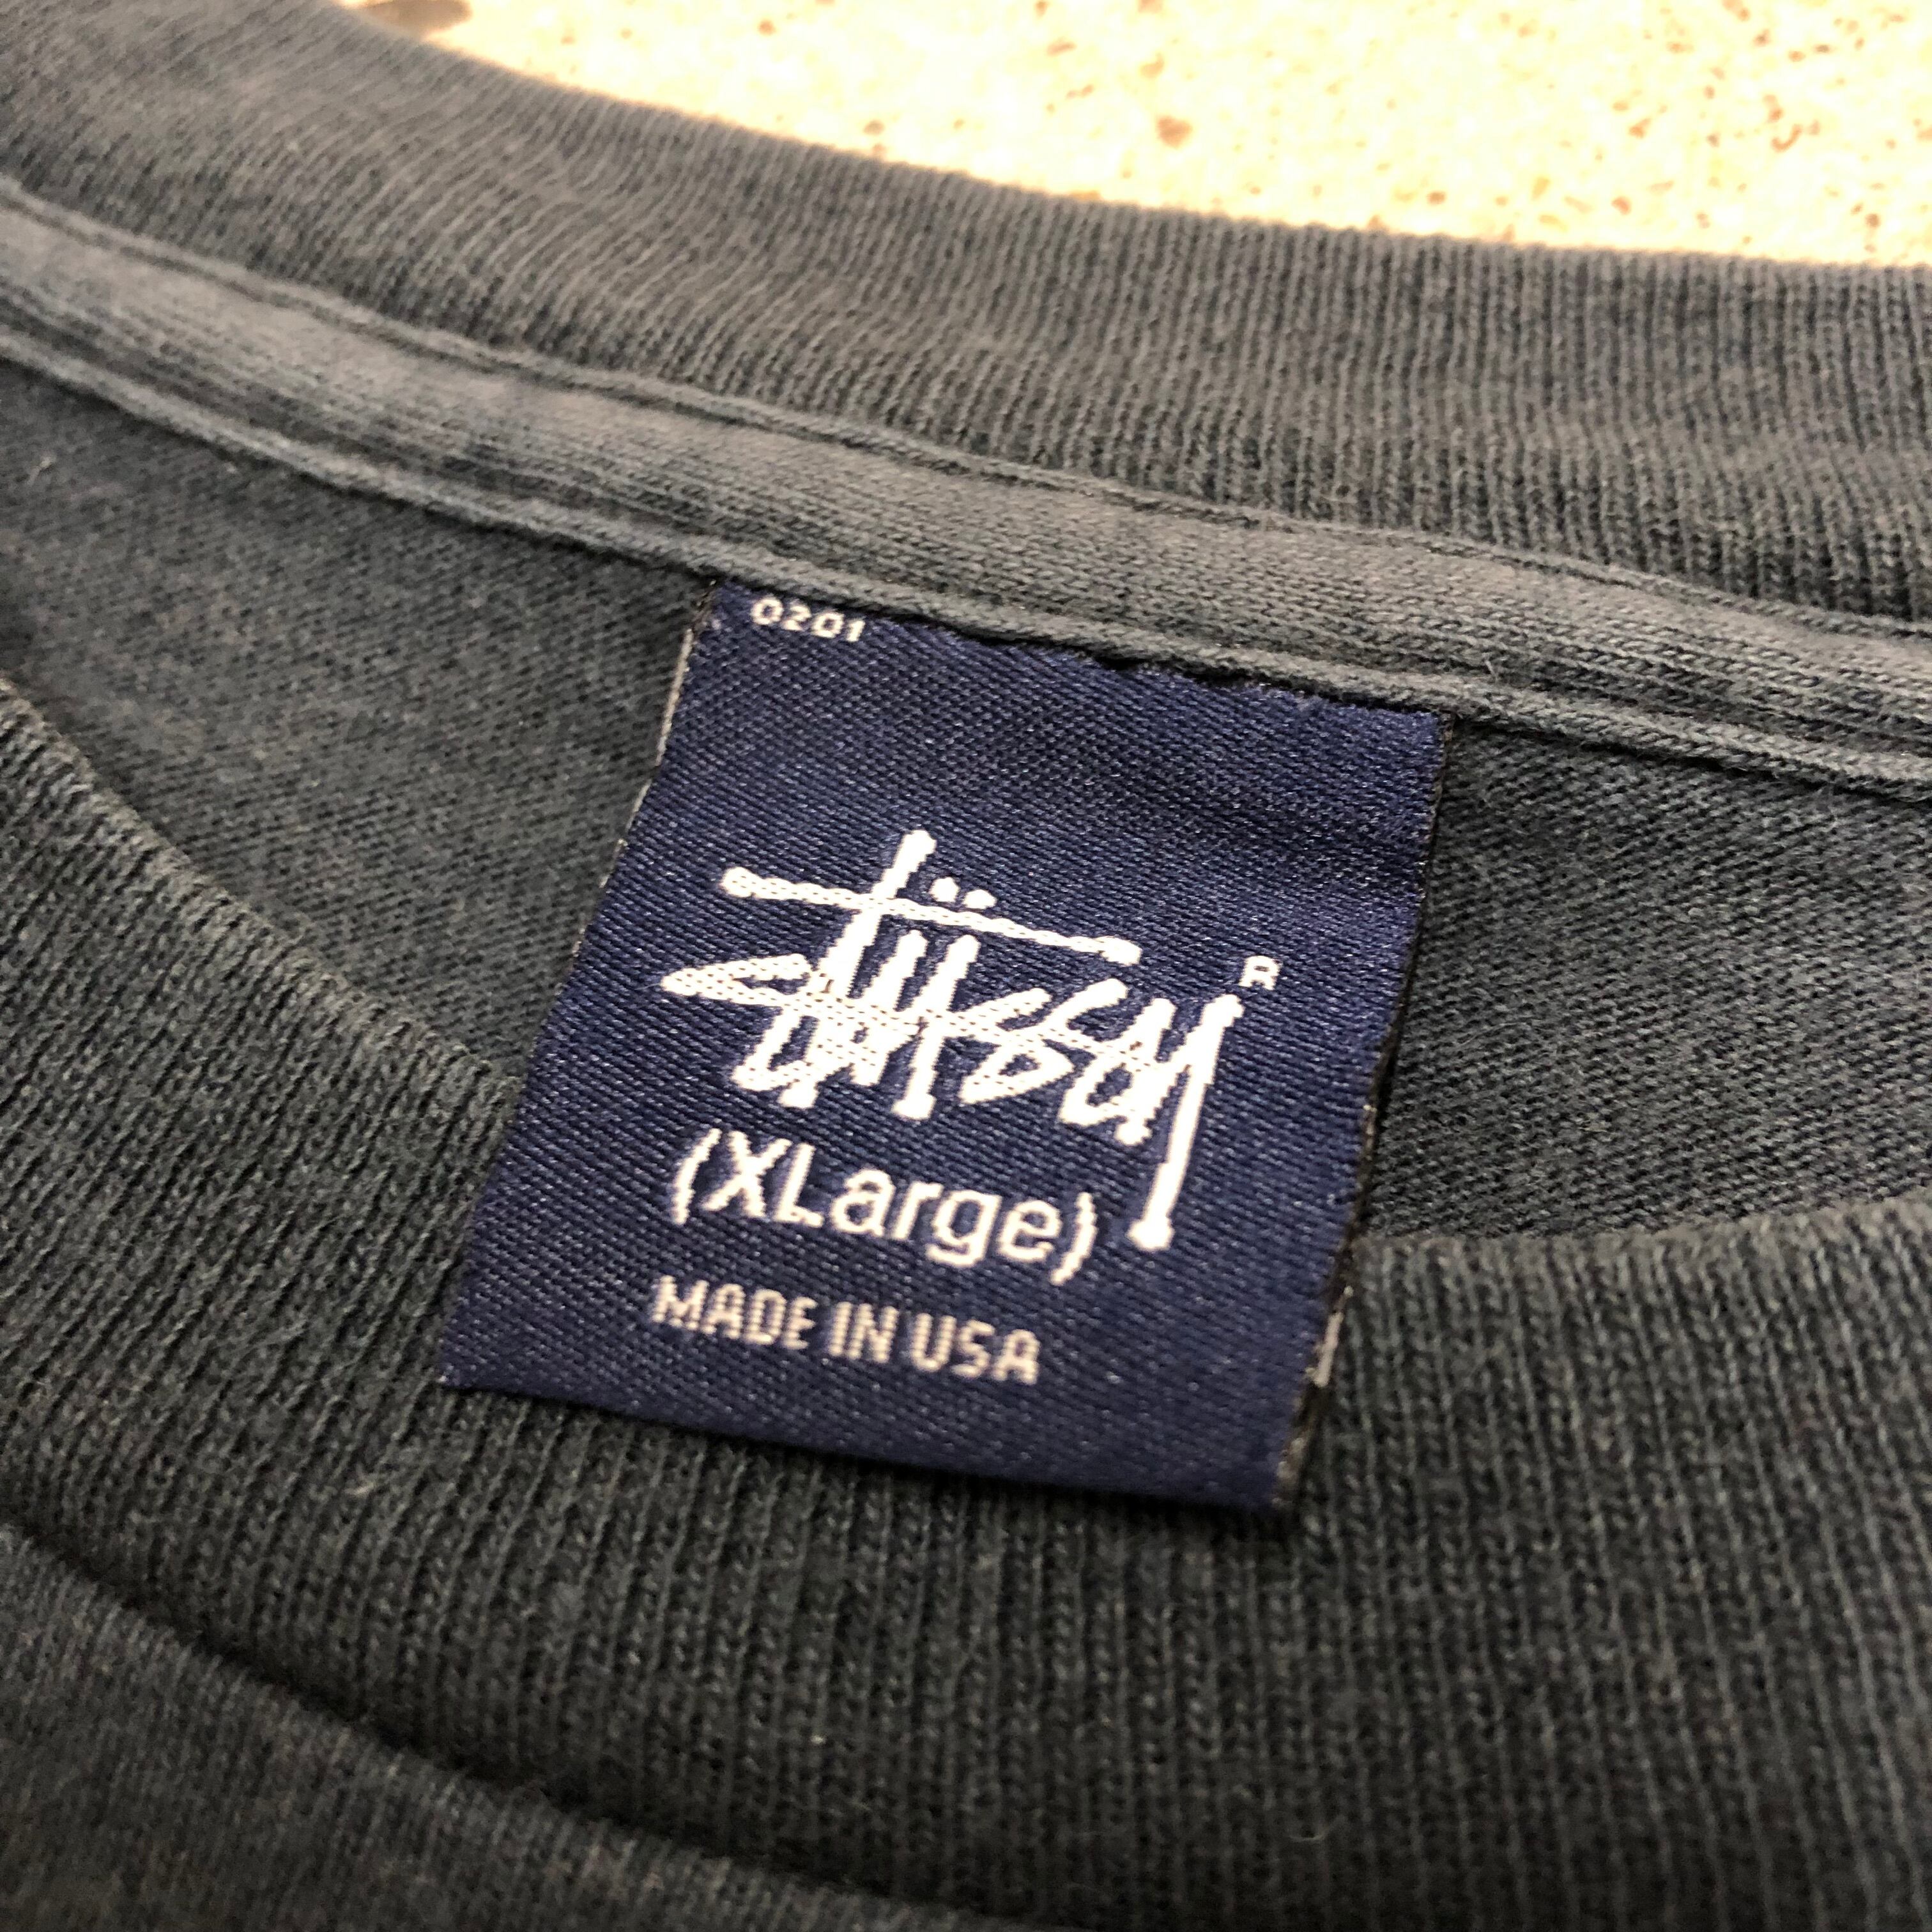 0201
Stüssy
R
(XLarge)
MADE IN USA